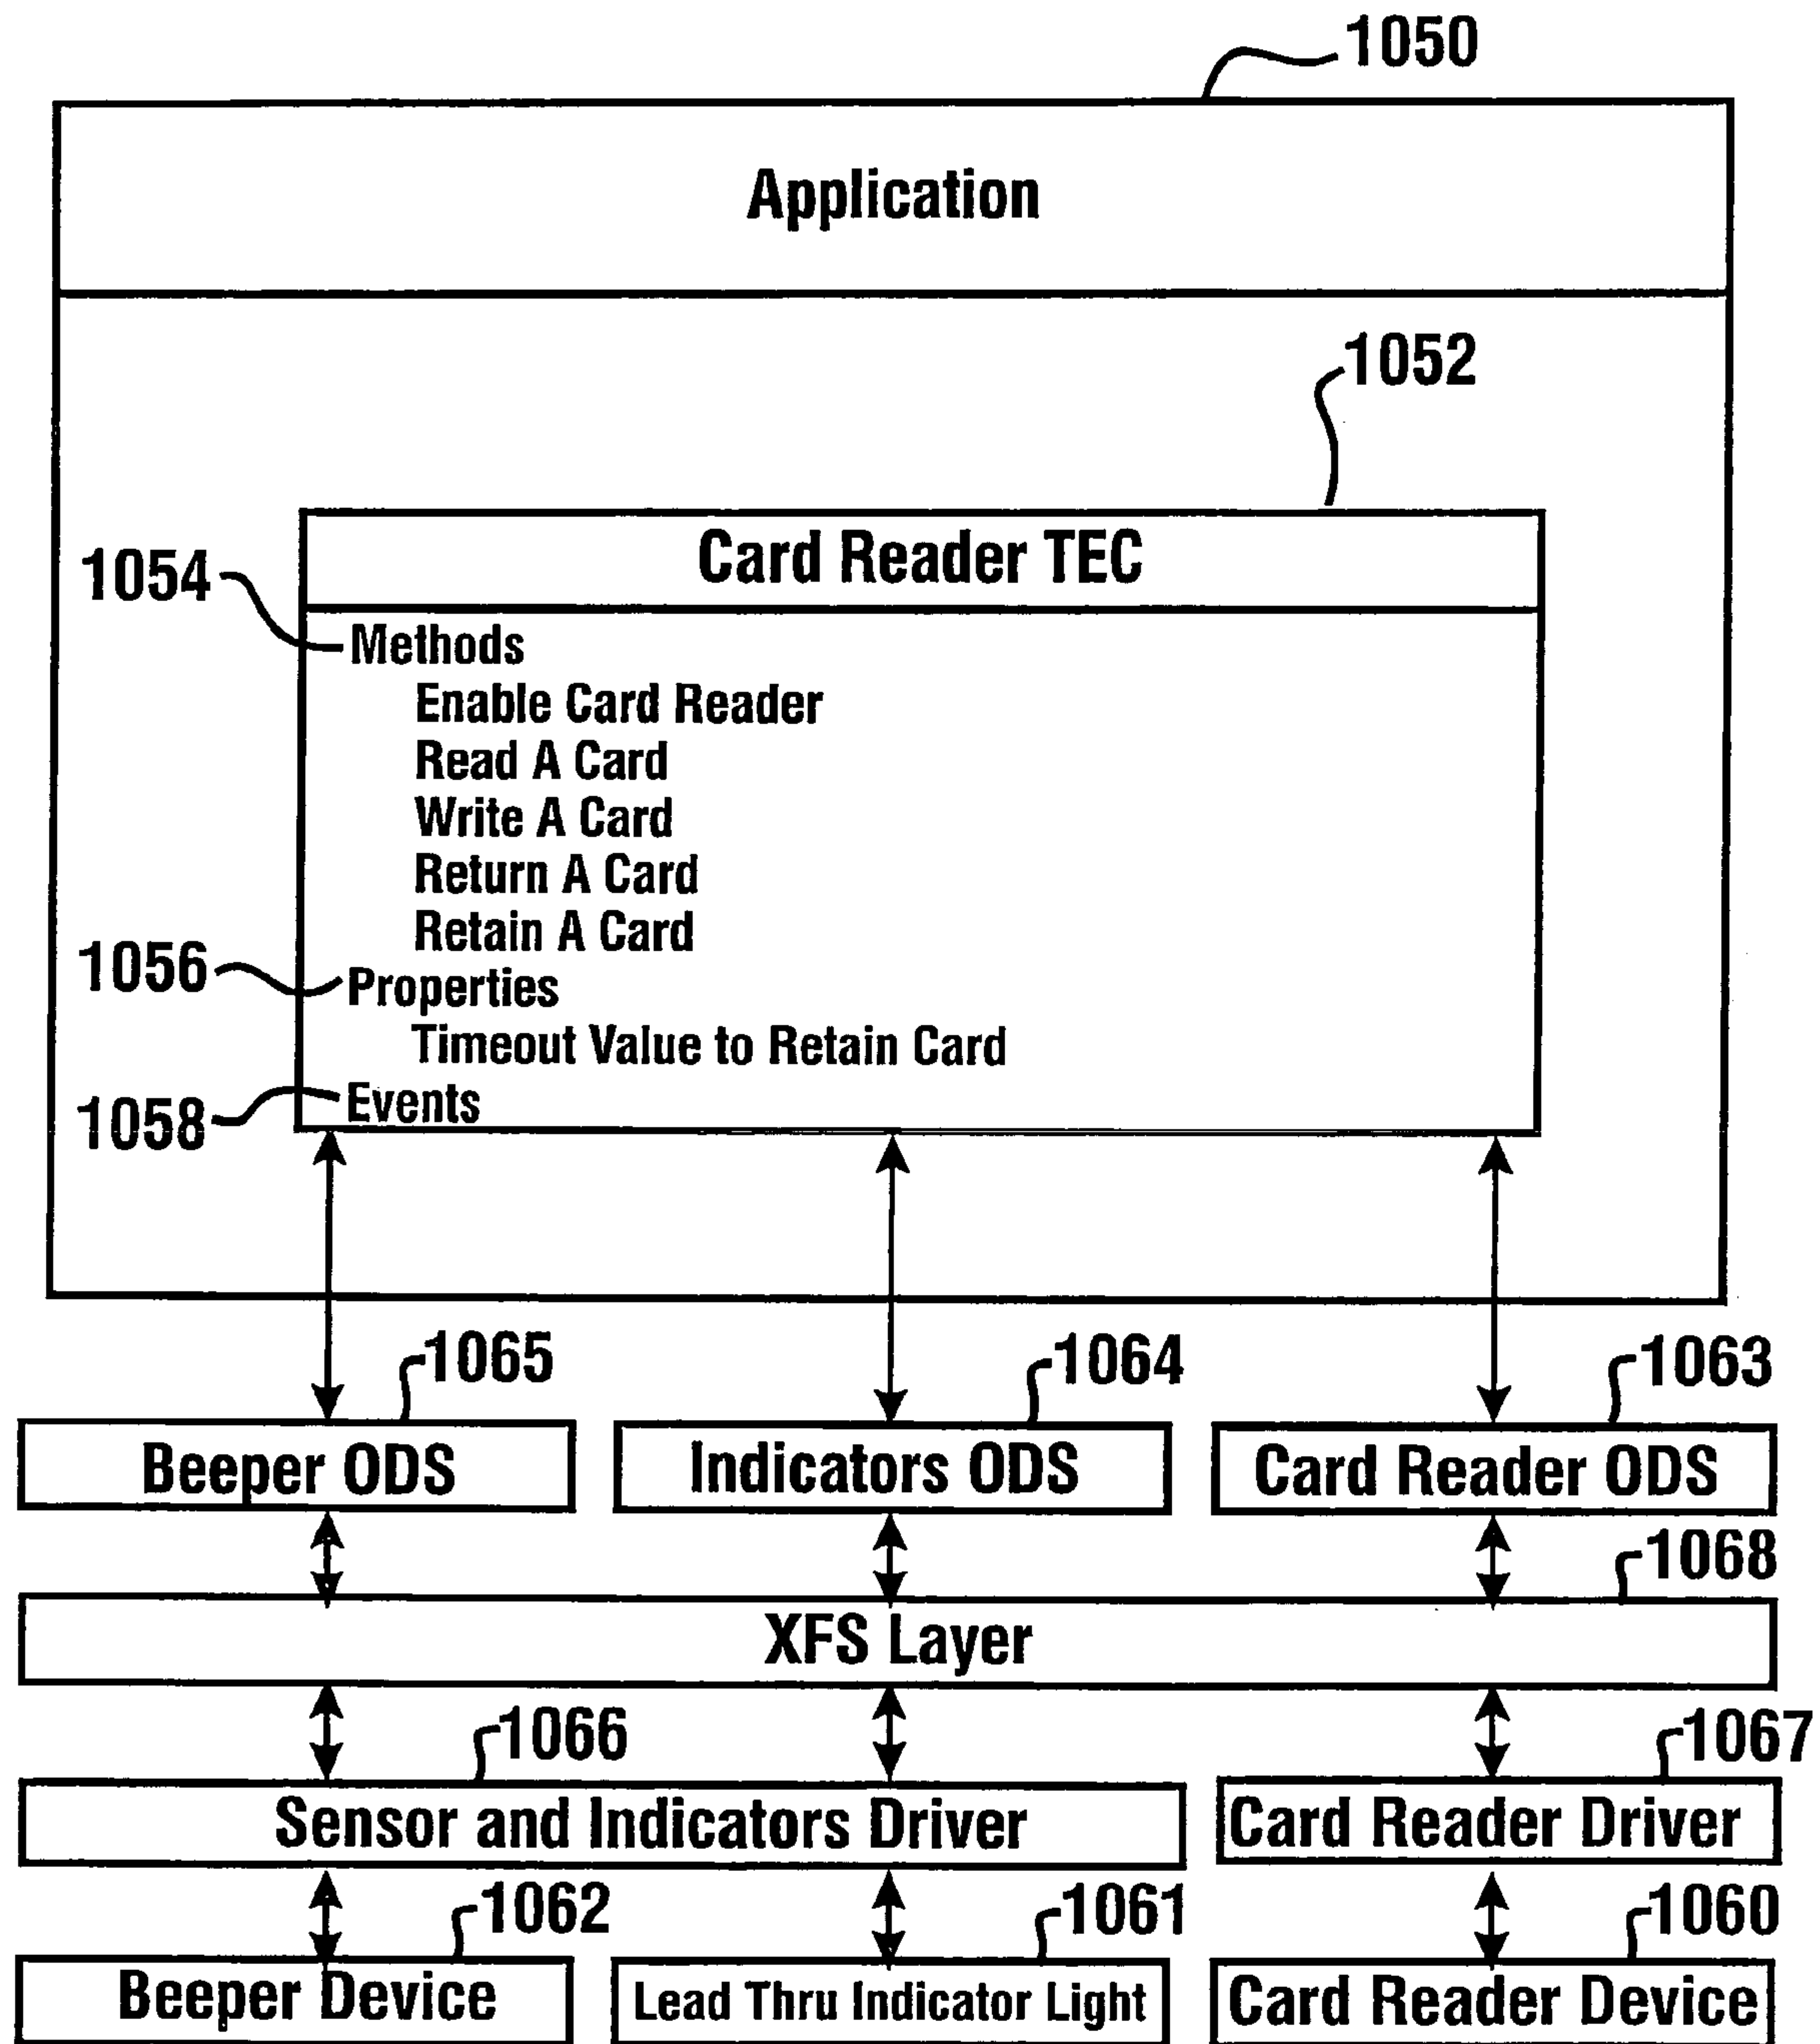 1050
Application
1052
Card Reader TEC
1054
Methods
Enable Card Reader
Read A Card
Write A Card
Return A Card
Retain A Card
1056
Properties
Timeout Value to Retain Card
1058
Events
1065
1064
1063
Beeper ODS
Indicators ODS
Card Reader ODS
1068
XFS Layer
1066
1067
Sensor and Indicators Driver
Card Reader Driver
1062
1061
1060
Beeper Device
Lead Thru Indicator Light
Card Reader Device